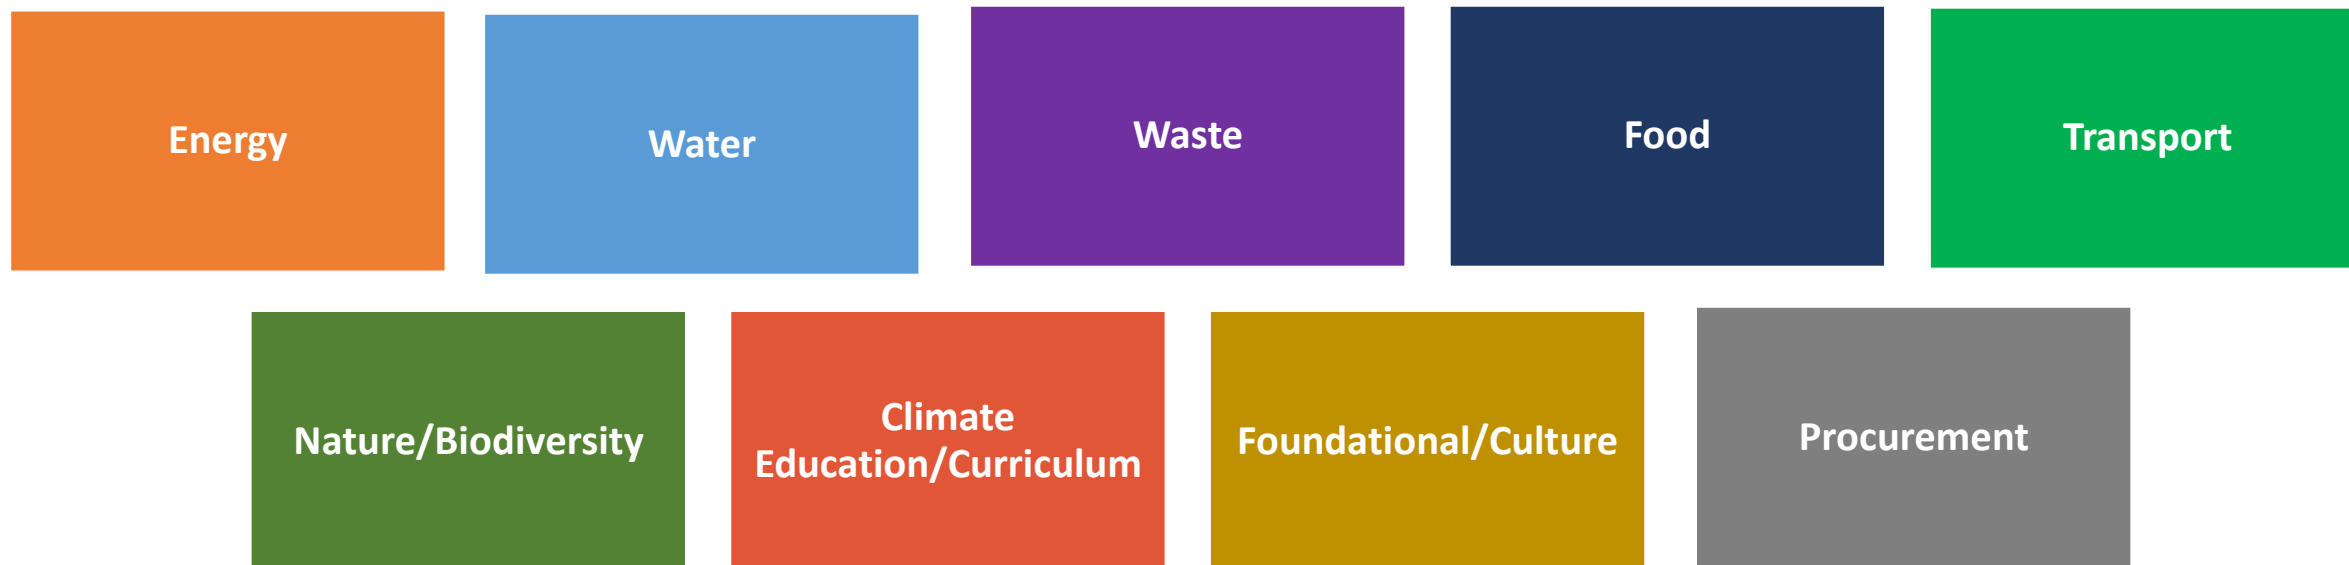 Energy
Water
Waste
Food
Transport
Nature/Biodiversity
Climate
Education/Curriculum
Foundational/Culture
Procurement